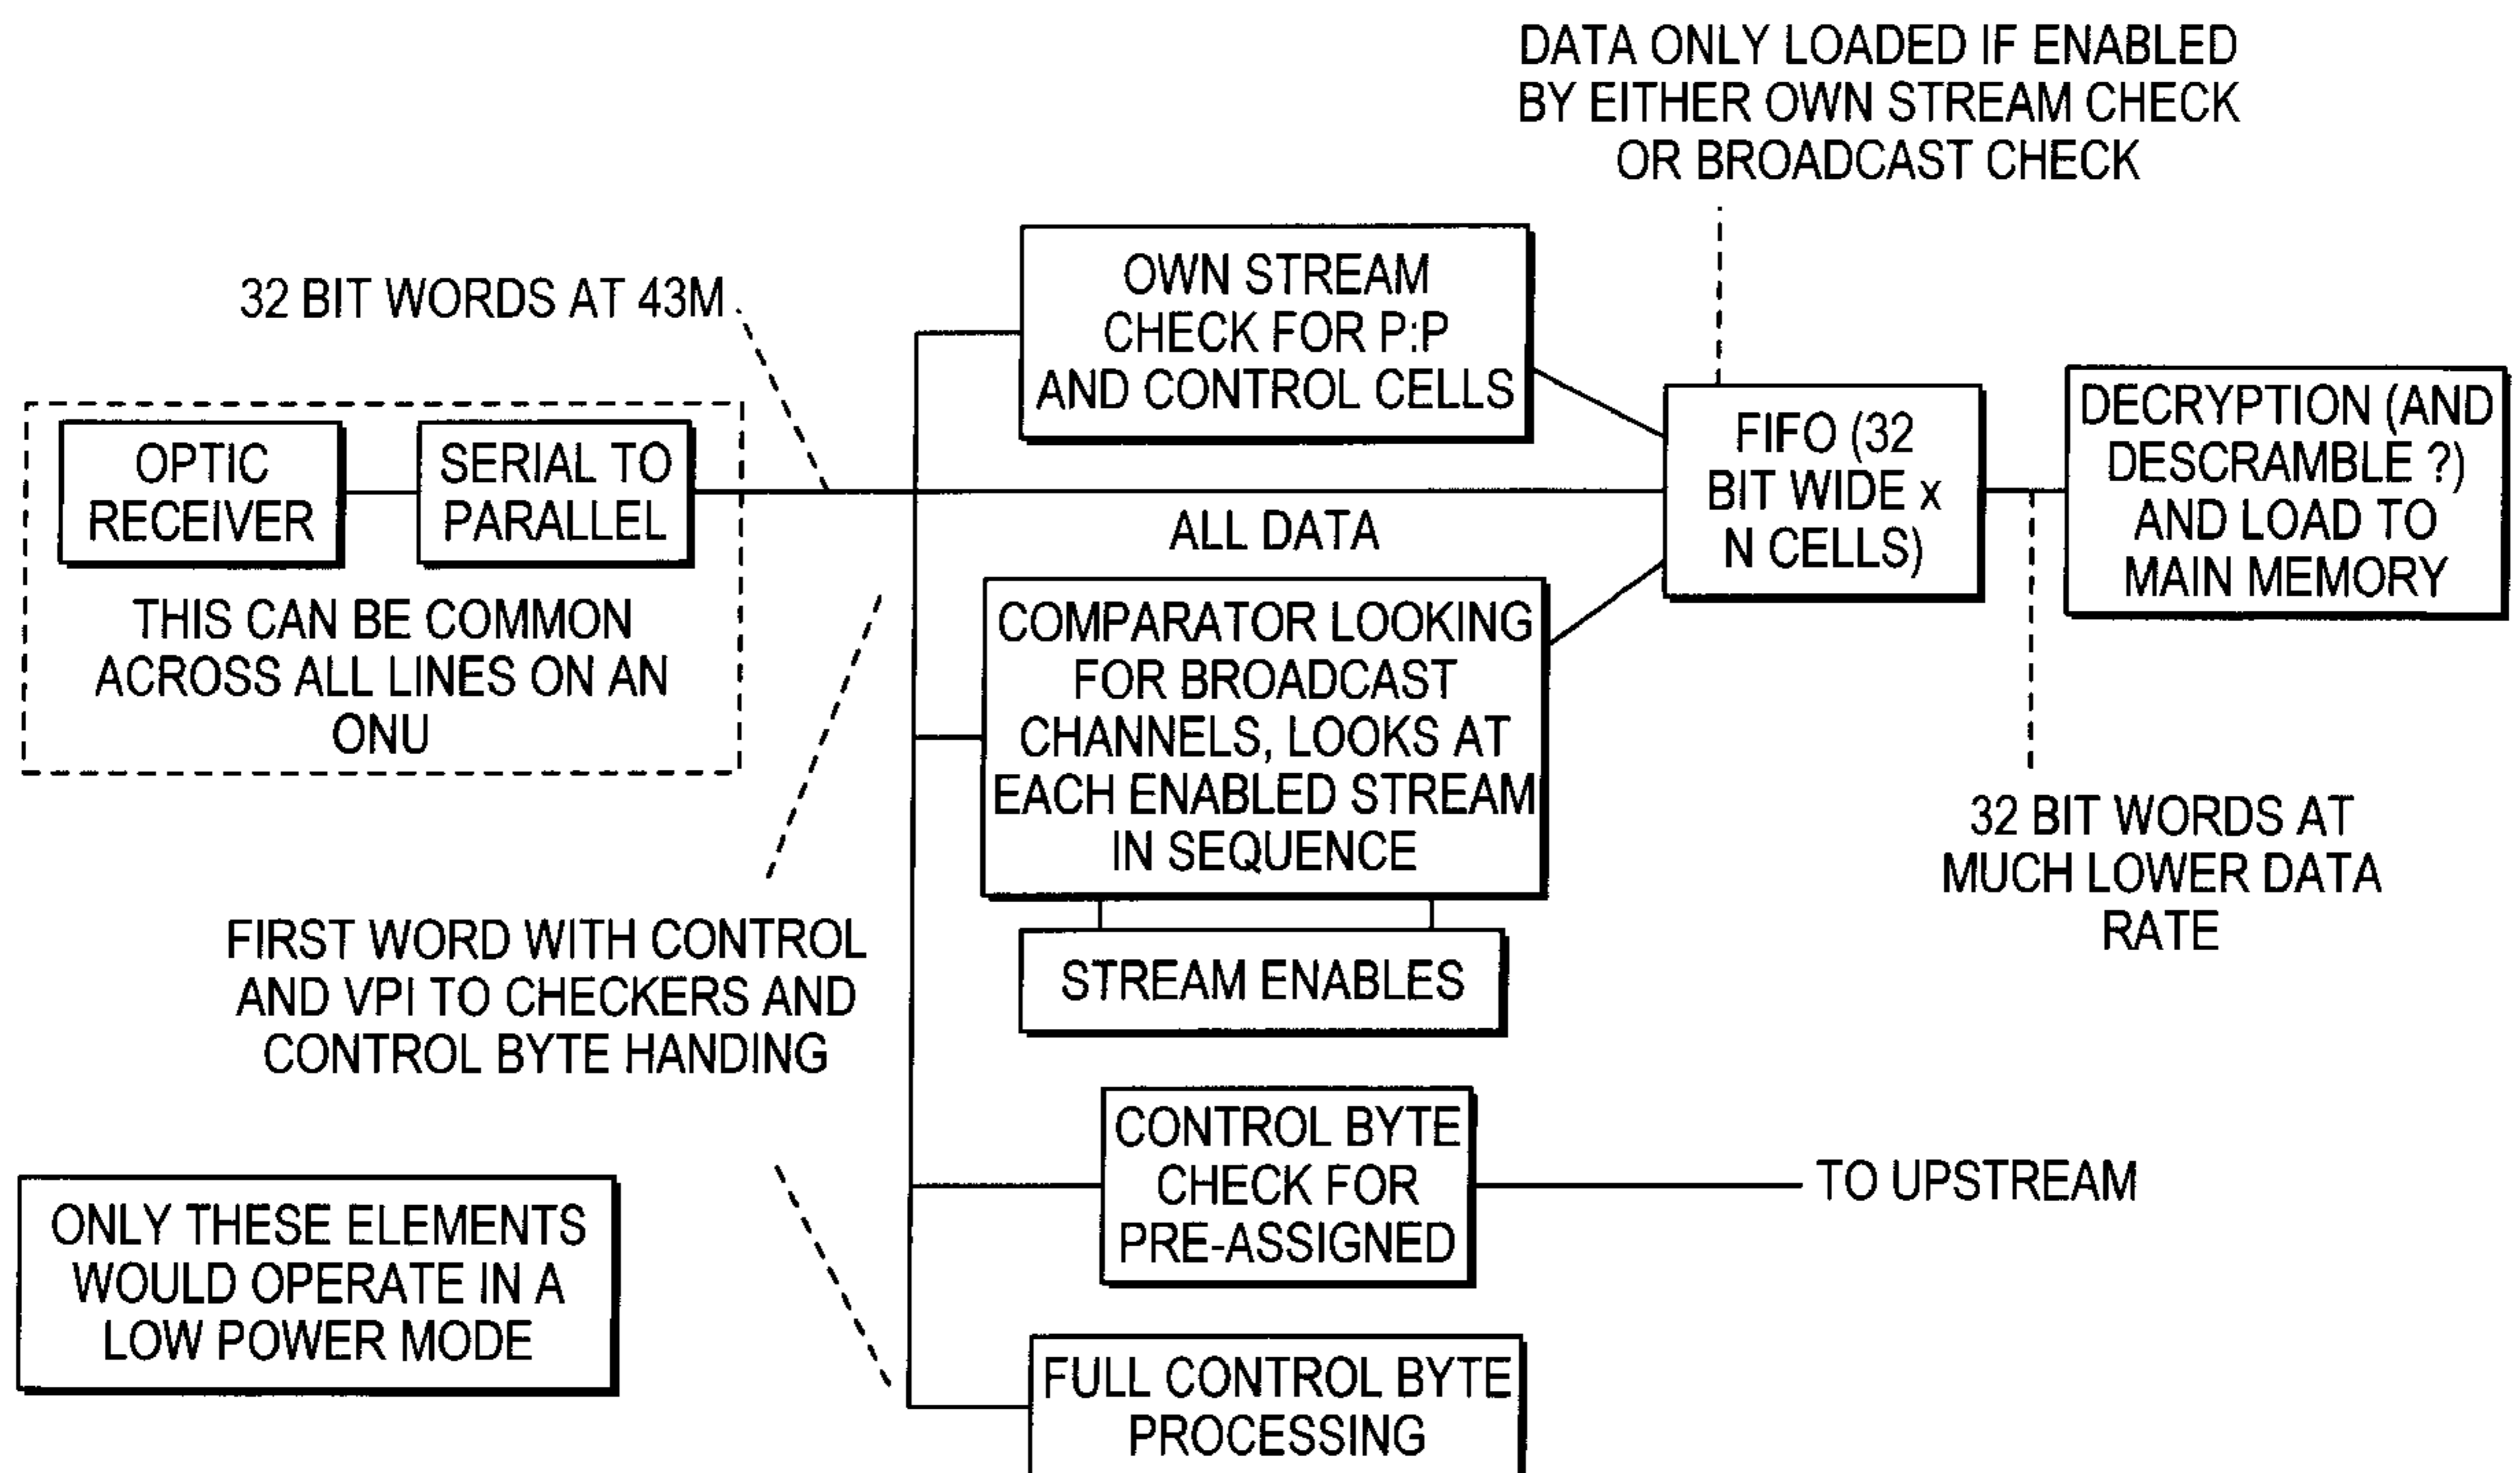 DATA ONLY LOADED IF ENABLED
BY EITHER OWN STREAM CHECK
OR BROADCAST CHECK
32 BIT WORDS AT 43M
OWN STREAM
CHECK FOR P:P
AND CONTROL CELLS
OPTIC
RECEIVER
SERIAL TO
PARALLEL
THIS CAN BE COMMON
ACROSS ALL LINES ON AN
ONU
ALL DATA
FIFO (32
BIT WIDE x
N CELLS)
DECRYPTION (AND
DESCRAMBLE ?)
AND LOAD TO
MAIN MEMORY
COMPARATOR LOOKING
FOR BROADCAST
CHANNELS, LOOKS AT
EACH ENABLED STREAM
IN SEQUENCE
32 BIT WORDS AT
MUCH LOWER DATA
RATE
FIRST WORD WITH CONTROL
AND VPI TO CHECKERS AND
CONTROL BYTE HANDING
STREAM ENABLES
CONTROL BYTE
CHECK FOR
PRE-ASSIGNED
TO UPSTREAM
ONLY THESE ELEMENTS
WOULD OPERATE IN A
LOW POWER MODE
FULL CONTROL BYTE
PROCESSING